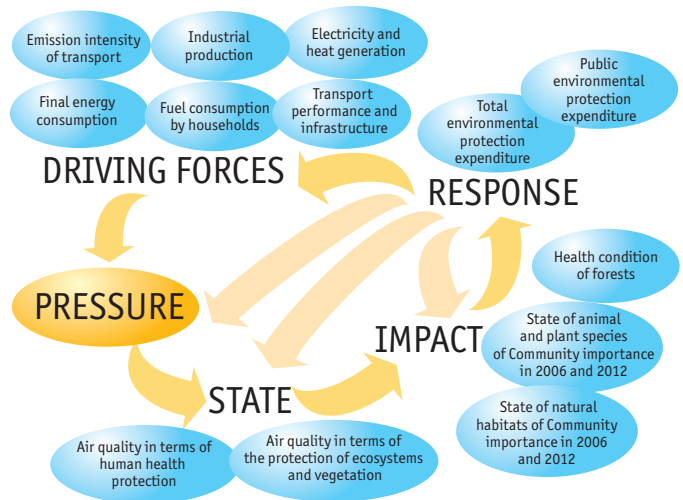 Emission intensity
of transport
Industrial
production
Electricity and
heat generation
Public
environmental
protection
expenditure
Final energy
consumption
Fuel consumption
by households
Transport
performance and
infrastructure
Total
environmental
protection
expenditure
DRIVING FORCES
RESPONSE
Health condition
of forests
PRESSURE
IMPACT
State of animal
and plant species
of Community importance
in 2006 and 2012
STATE
State of natural
habitats of Community
importance in 2006
and 2012
Air quality in terms of
human health
protection
Air quality in terms of
the protection of ecosystems
and vegetation